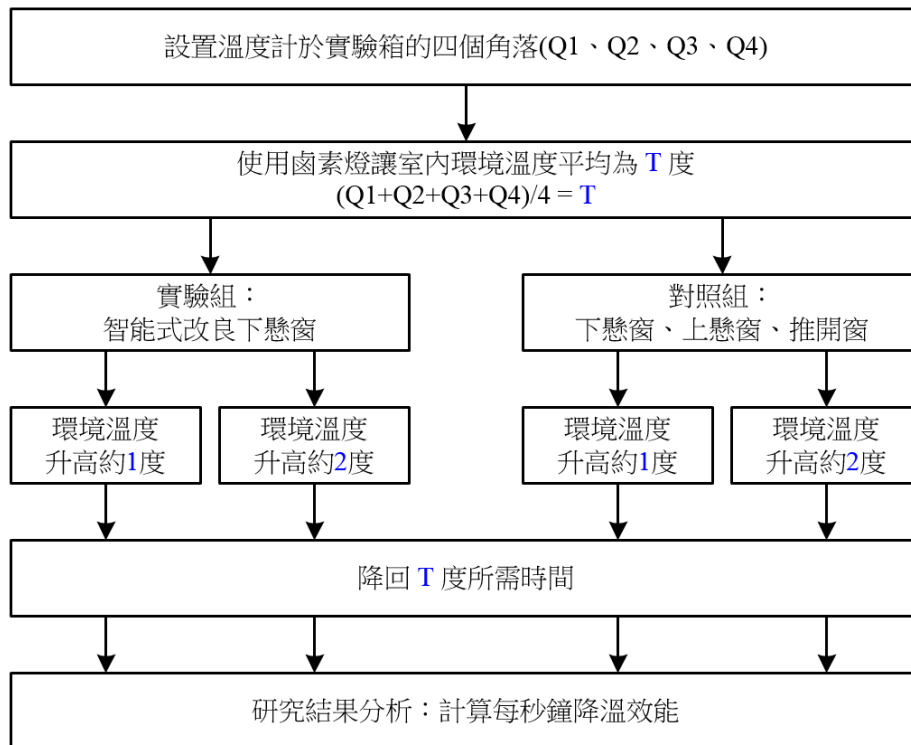 設置溫度計於實驗箱的四個角落(Q1、Q2、Q3、Q4)
使用鹵素燈讓室內環境溫度平均為 T 度
(Q1+Q2+Q3+Q4)/4 = T
實驗組：
智能式改良下懸窗
對照組：
下懸窗、上懸窗、推開窗
環境溫度
升高約1度
環境溫度
升高約2度
環境溫度
升高約1度
環境溫度
升高約2度
降回 T 度所需時間
研究結果分析：計算每秒鐘降溫效能